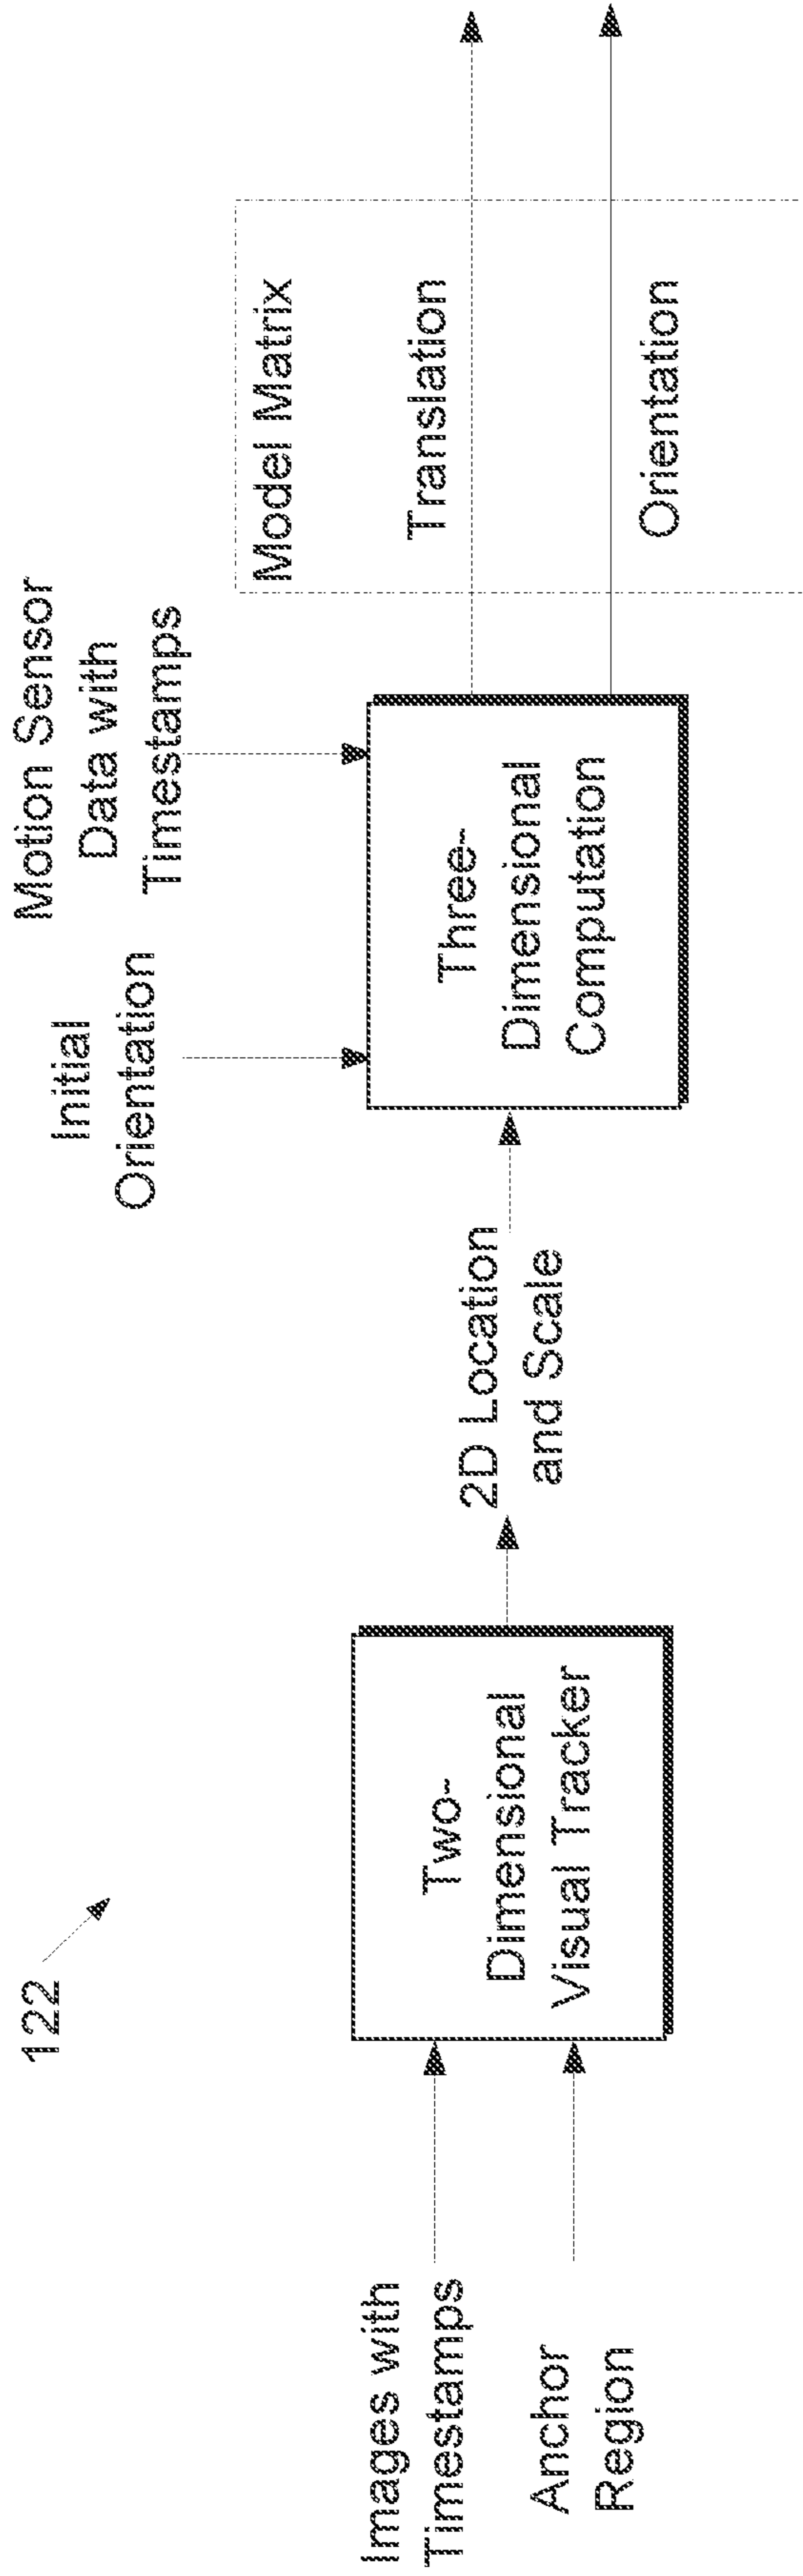 122
Images with
Timestamps
Anchor
Region
Two-
Dimensional
Visual Tracker
2D Location
and Scale
Initial
Orientation
Motion Sensor
Data with
Timestamps
Three-
Dimensional
Computation
Model Matrix
Translation
Orientation